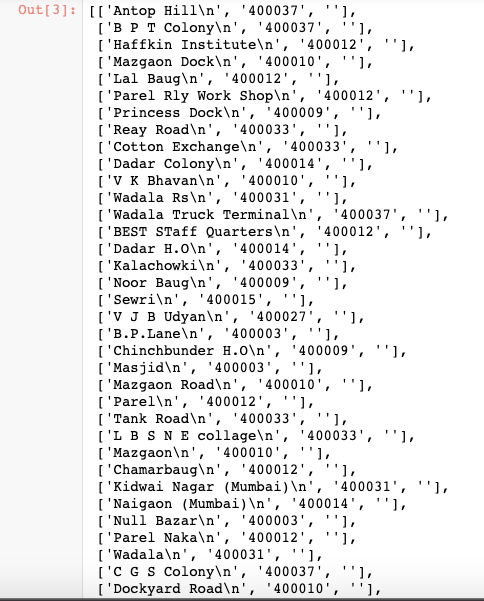 Out[3]: [['Antop Hill\n', '400037', ''],
['B P T Colony\n', '400037', ''],
['Haffkin Institute\n', '400012', ''],
['Mazgaon Dock\n', '400010', ''],
['Lal Baug\n', '400012', ''],
['Parel Rly Work Shop\n', '400012', ''],
['Princess Dock\n', '400009', ''],
['Reay Road\n', '400033', ''],
['Cotton Exchange\n', '400033', ''],
['Dadar Colony\n', '400014', ''],
['V K Bhavan\n', '400010', ''],
['Wadala Rs\n', '400031', ''],
['Wadala Truck Terminal\n', '400037', ''],
['BEST STaff Quarters\n', '400012', ''],
['Dadar H.O\n', '400014', ''],
['Kalachowki\n', '400033', ''],
['Noor Baug\n', '400009', ''],
['Sewri\n', '400015', ''],
['V J B Udyan\n', '400027', ''],
['B.P.Lane\n', '400003', ''],
['Chinchbunder H.O\n', '400009', ''],
['Masjid\n', '400003', ''],
['Mazgaon Road\n', '400010', ''],
['Parel\n', '400012', ''],
['Tank Road\n', '400033', ''],
['L B S N E collage\n', '400033', ''],
['Mazgaon\n', '400010', ''],
['Chamarbaug\n', '400012', ''],
['Kidwai Nagar (Mumbai)\n', '400031', ''],
['Naigaon (Mumbai)\n', '400014', ''],
['Null Bazar\n', '400003', ''],
['Parel Naka\n', '400012', ''],
['Wadala\n', '400031', ''],
['C G S Colony\n', '400037', ''],
['Dockyard Road\n', '400010', ''],